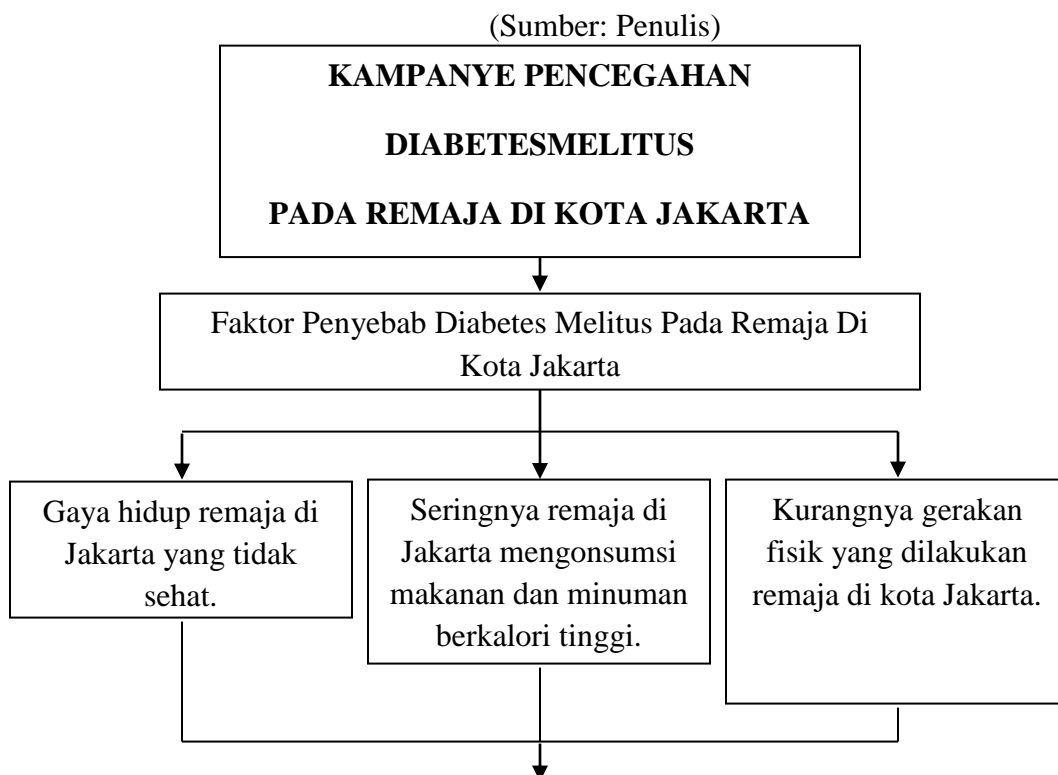 (Sumber: Penulis)
KAMPANYE PENCEGAHAN
DIABETESMELITUS
PADA REMAJA DI KOTA JAKARTA
Faktor Penyebab Diabetes Melitus Pada Remaja Di
Kota Jakarta
Gaya hidup remaja di
Jakarta yang tidak
sehat.
Seringnya remaja di
Jakarta mengonsumsi
makanan dan minuman
berkalori tinggi.
Kurangnya gerakan
fisik yang dilakukan
remaja di kota Jakarta.